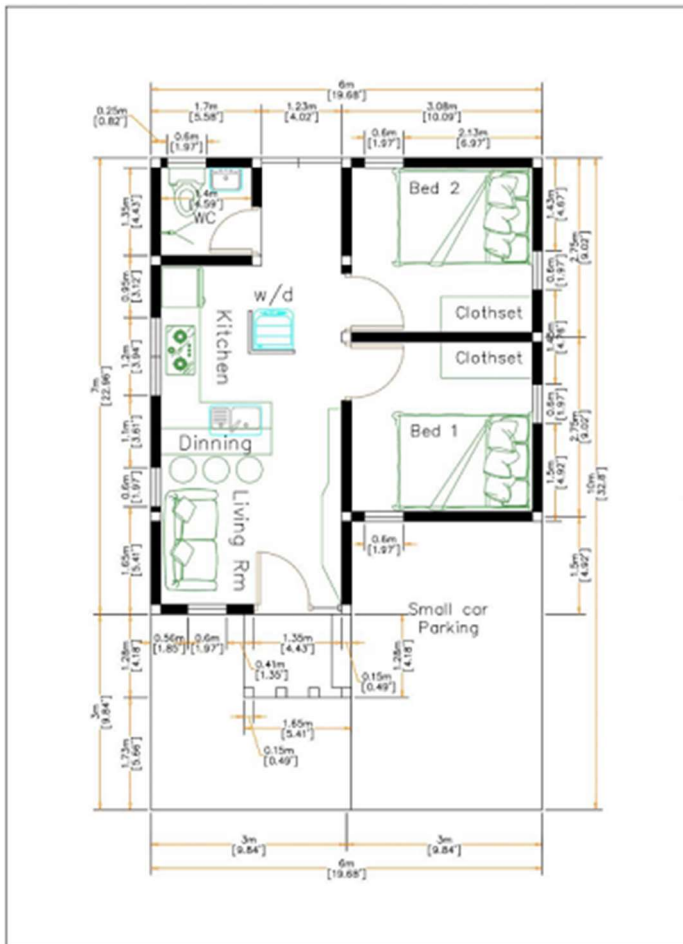 6m
[19.68']
1.7m
[5.58']
1.23m
[4.02']
3.08m
[10.09']
0.25m
[0.82']
0.6m
[1.97']
0.6m
[1.97']
2.13m
[6.97']
1.4m
[4.59']
WC
Bed 2
1.35m
[4.43']
1.43m
[4.67']
2.75m
[9.02']
0.6m
[1.97']
0.95m
[3.12']
w/d
Kitchen
Clothset
Clothset
[4.76']
1.2m
[3.94']
7m
[22.96']
0.6m
[1.97']
2.75m
[9.02']
10m
[32.8']
1.1m
[3.61']
Dinning
Bed 1
1.5m
[4.92']
0.6m
[1.97']
Living Rm
1.65m
[5.41']
0.6m
[1.97']
1.5m
[4.92']
Small cor
Parking
0.56m
[1.85']
0.6m
[1.97']
1.35m
[4.43']
1.28m
[4.18']
1.28m
[4.18']
0.41m
[1.35']
0.15m
[0.49']
3m
[9.84']
1.65m
[5.41']
1.73m
[5.66']
0.15m
[0.49']
3m
[9.84']
3m
[9.84']
6m
[19.68']